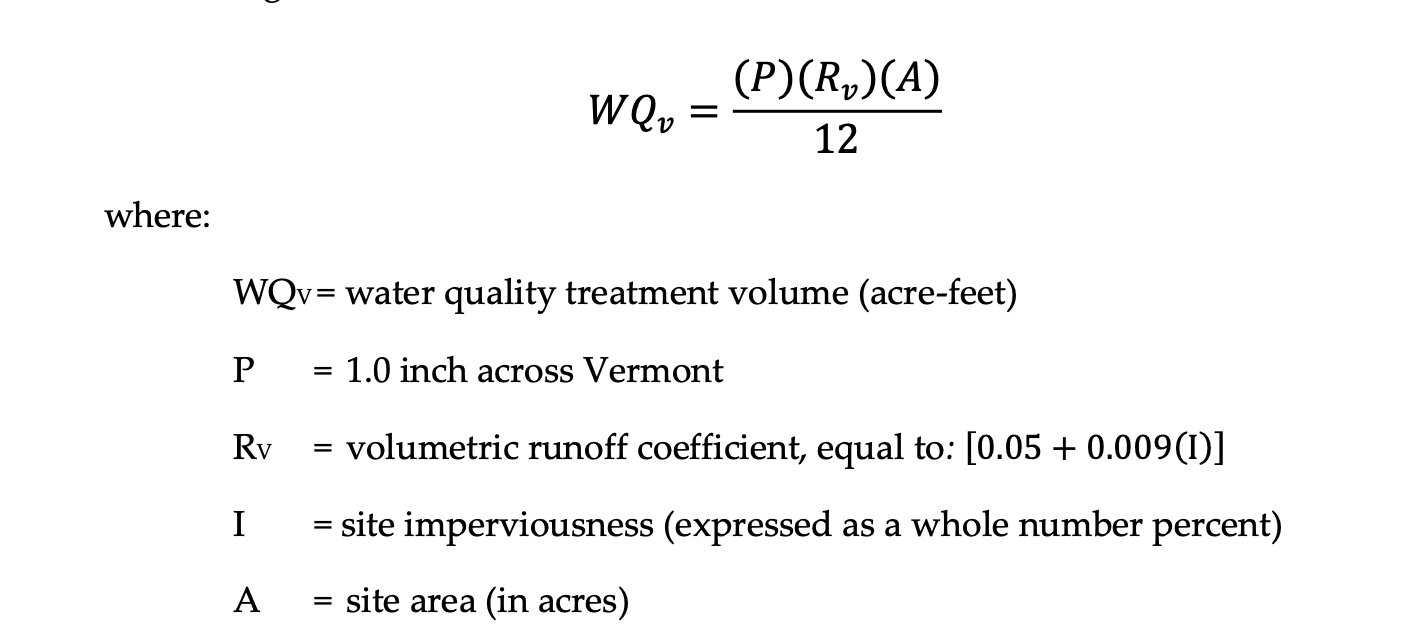 WQᵥ = (P)(Rᵥ)(A) / 12
where:
WQv= water quality treatment volume (acre-feet)
P = 1.0 inch across Vermont
Rv = volumetric runoff coefficient, equal to: [0.05 + 0.009(I)]
I = site imperviousness (expressed as a whole number percent)
A = site area (in acres)